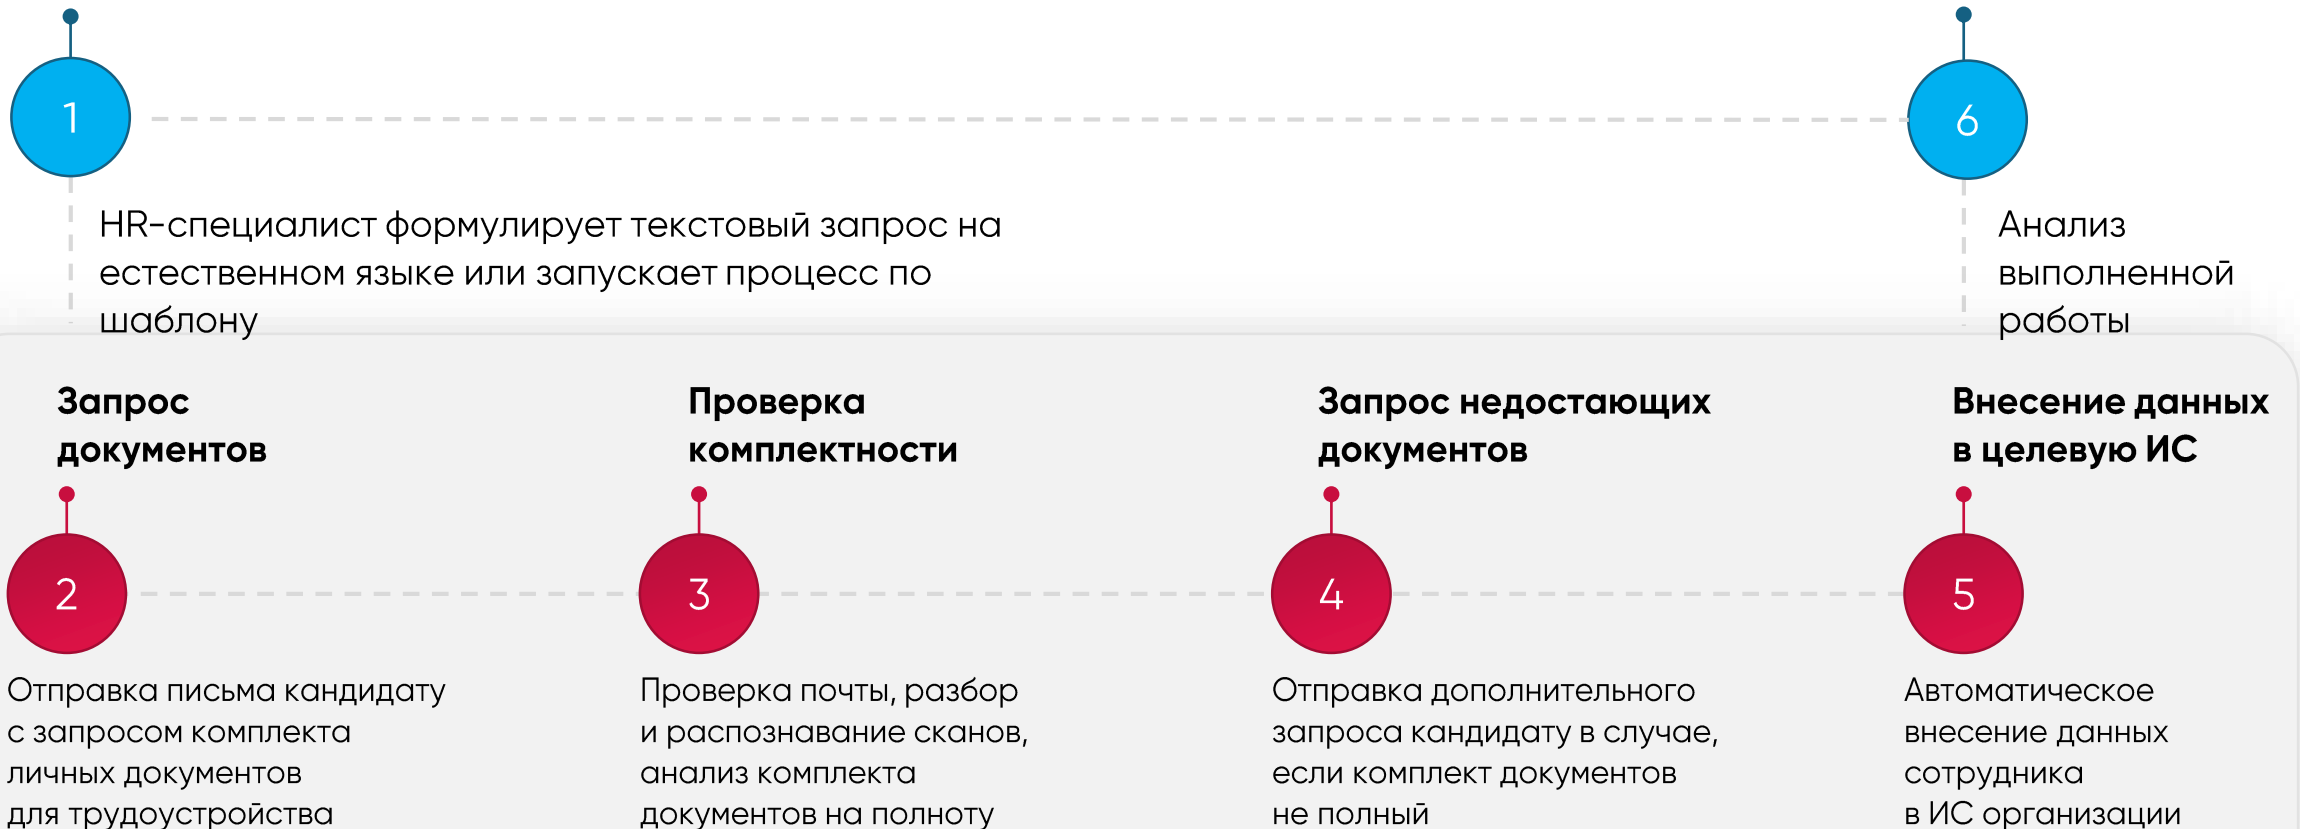 1
6
HR-специалист формулирует текстовый запрос на
естественном языке или запускает процесс по
шаблону
Анализ
выполненной
работы
Запрос
документов
Проверка
комплектности
Запрос недостающих
документов
Внесение данных
в целевую ИС
2
3
4
5
Отправка письма кандидату
с запросом комплекта
личных документов
для трудоустройства
Проверка почты, разбор
и распознавание сканов,
анализ комплекта
документов на полноту
Отправка дополнительного
запроса кандидату в случае,
если комплект документов
не полный
Автоматическое
внесение данных
сотрудника
в ИС организации